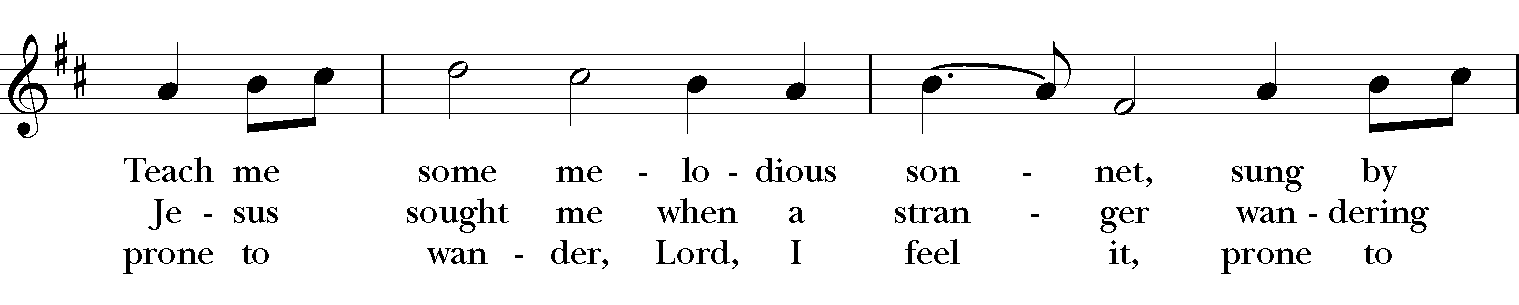 Teach me some me - lo - dious son - net, sung by
Je - sus sought me when a stran - ger wan - dering
prone to wan - der, Lord, I feel it, prone to